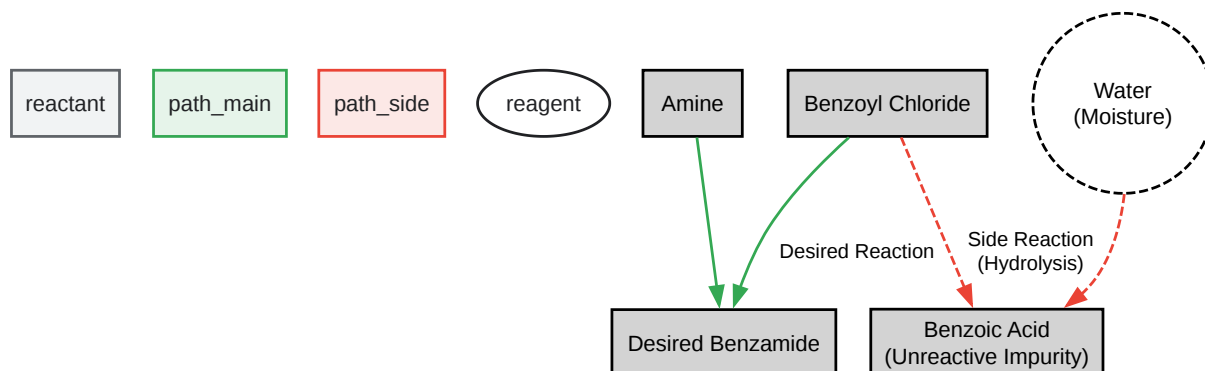 reactant
path_main
path_side
reagent
Amine
Benzoyl Chloride
Water
(Moisture)
Desired Reaction
Side Reaction
(Hydrolysis)
Desired Benzamide
Benzoic Acid
(Unreactive Impurity)